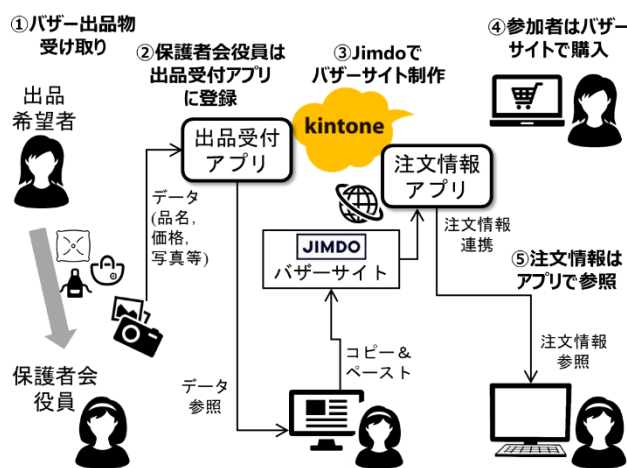 ①バザー出品物
受け取り
②保護者会役員は
出品受付アプリ
に登録
③Jimdoで
バザーサイト制作
④参加者はバザー
サイトで購入
出品
希望者
出品受付
アプリ
kintone
注文情報
アプリ
データ
(品名,
価格,
写真等)
JIMDO
バザーサイト
注文情報
連携
⑤注文情報は
アプリで参照
コピー&
ペースト
注文情報
参照
保護者会
役員
データ
参照